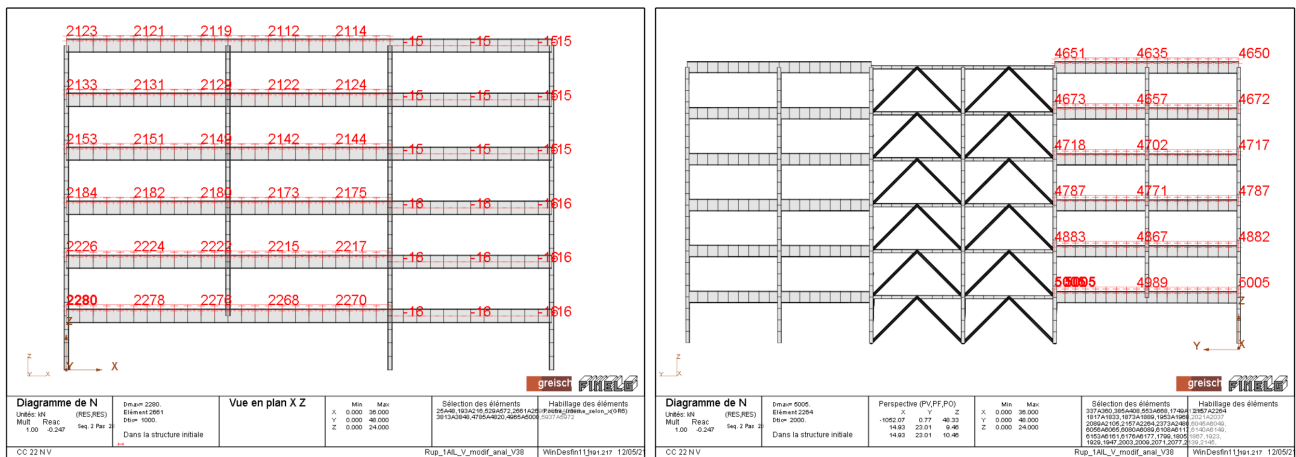 2123 2121 2119 2112 2114 -15 -15 -1515
2133 2131 2129 2122 2124 -15 -15 -1515
2153 2151 2149 2142 2144 -15 -15 -1515
2184 2182 2180 2173 2175 -16 -16 -1616
2226 2224 2222 2215 2217 -16 -16 -1616
2280 2278 2276 2268 2270 -16 -16 -1616
Z
Y X
Z
Y X
greisch FINELG
Diagramme de N
Unités: kN (RES,RES)
Mult Reac
1.00 -0.247
Dmax= 2280.
Elément 2661
Dtic= 1000.
Dans la structure initiale
Vue en plan X Z
Min Max
X 0.000 36.000
Y 0.000 48.000
Z 0.000 24.000
Sélection des éléments
Habillage des éléments
CC 22 N V
Rup_1AIL_V_modif_anal_V38
4651 4635 4650
4673 4657 4672
4718 4702 4717
4787 4771 4787
4883 4867 4882
5005 4989 5005
Z
Y X
Z
Y X
greisch FINELG
Diagramme de N
Unités: kN (RES,RES)
Mult Reac
1.00 -0.247
Dmax= 5005.
Elément 2264
Dtic= 2000.
Dans la structure initiale
Perspective (PV,PF,PO)
X Y Z
-1052.07 0.77 48.33
14.93 23.01 9.46
14.93 23.01 10.46
Min Max
X 0.000 36.000
Y 0.000 48.000
Z 0.000 24.000
Sélection des éléments
Habillage des éléments
CC 22 N V
Rup_1AIL_V_modif_anal_V38